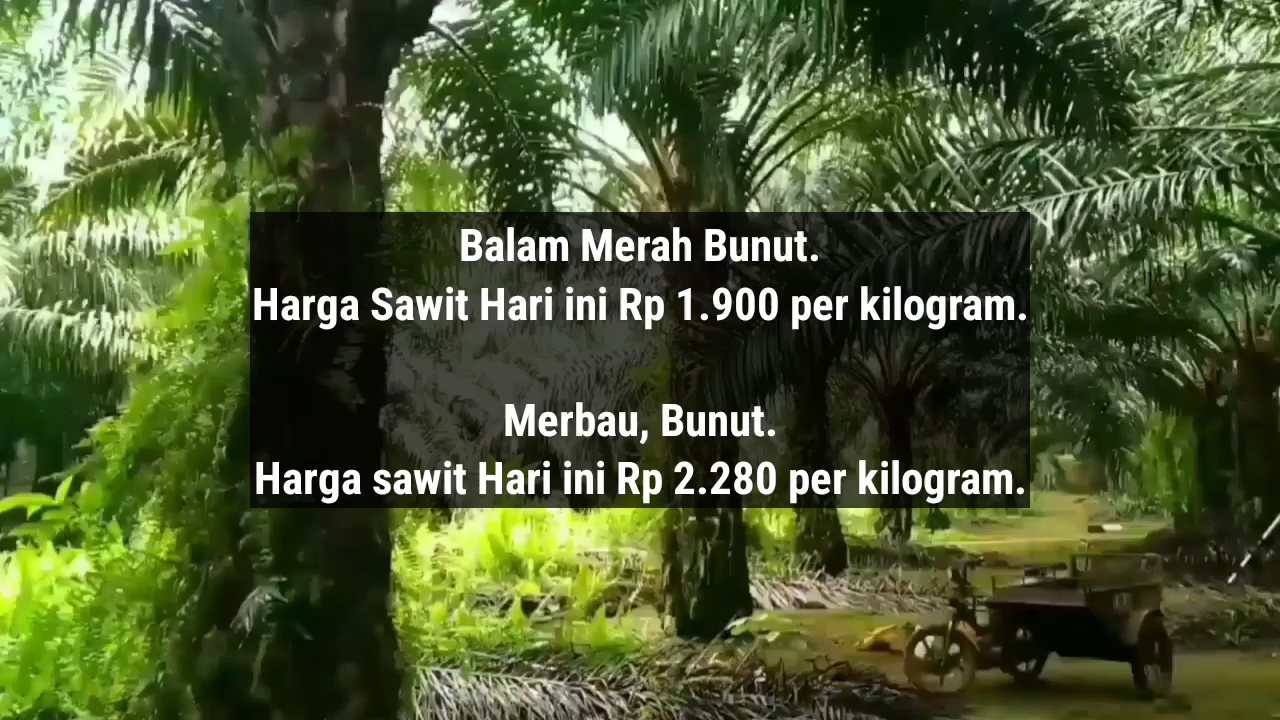 Balam Merah Bunut.
Harga Sawit Hari ini Rp 1.900 per kilogram.
Merbau, Bunut.
Harga sawit Hari ini Rp 2.280 per kilogram.